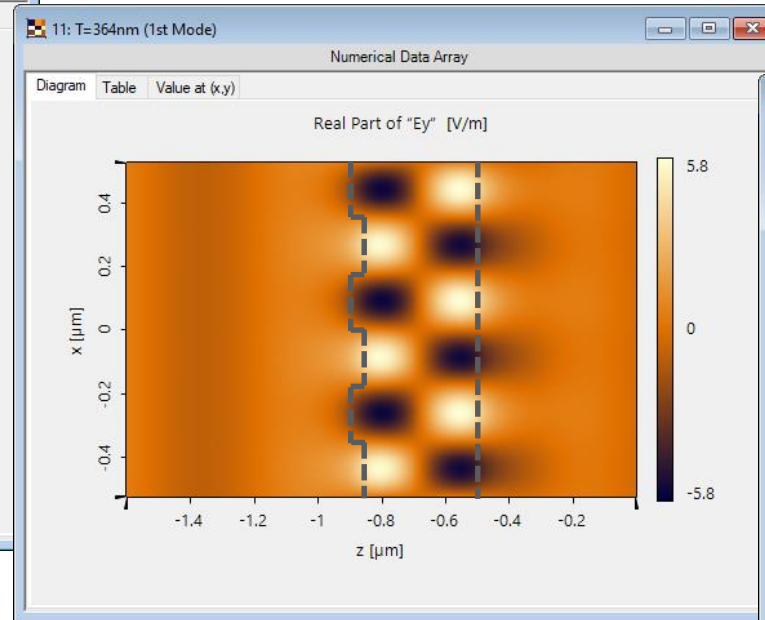 11: T=364nm (1st Mode)
Numerical Data Array
Diagram Table Value at (x,y)
Real Part of "Ey" [V/m]
5.8
0
-5.8
0.4
0.2
0
-0.2
-0.4
x [µm]
-1.4 -1.2 -1 -0.8 -0.6 -0.4 -0.2
z [µm]